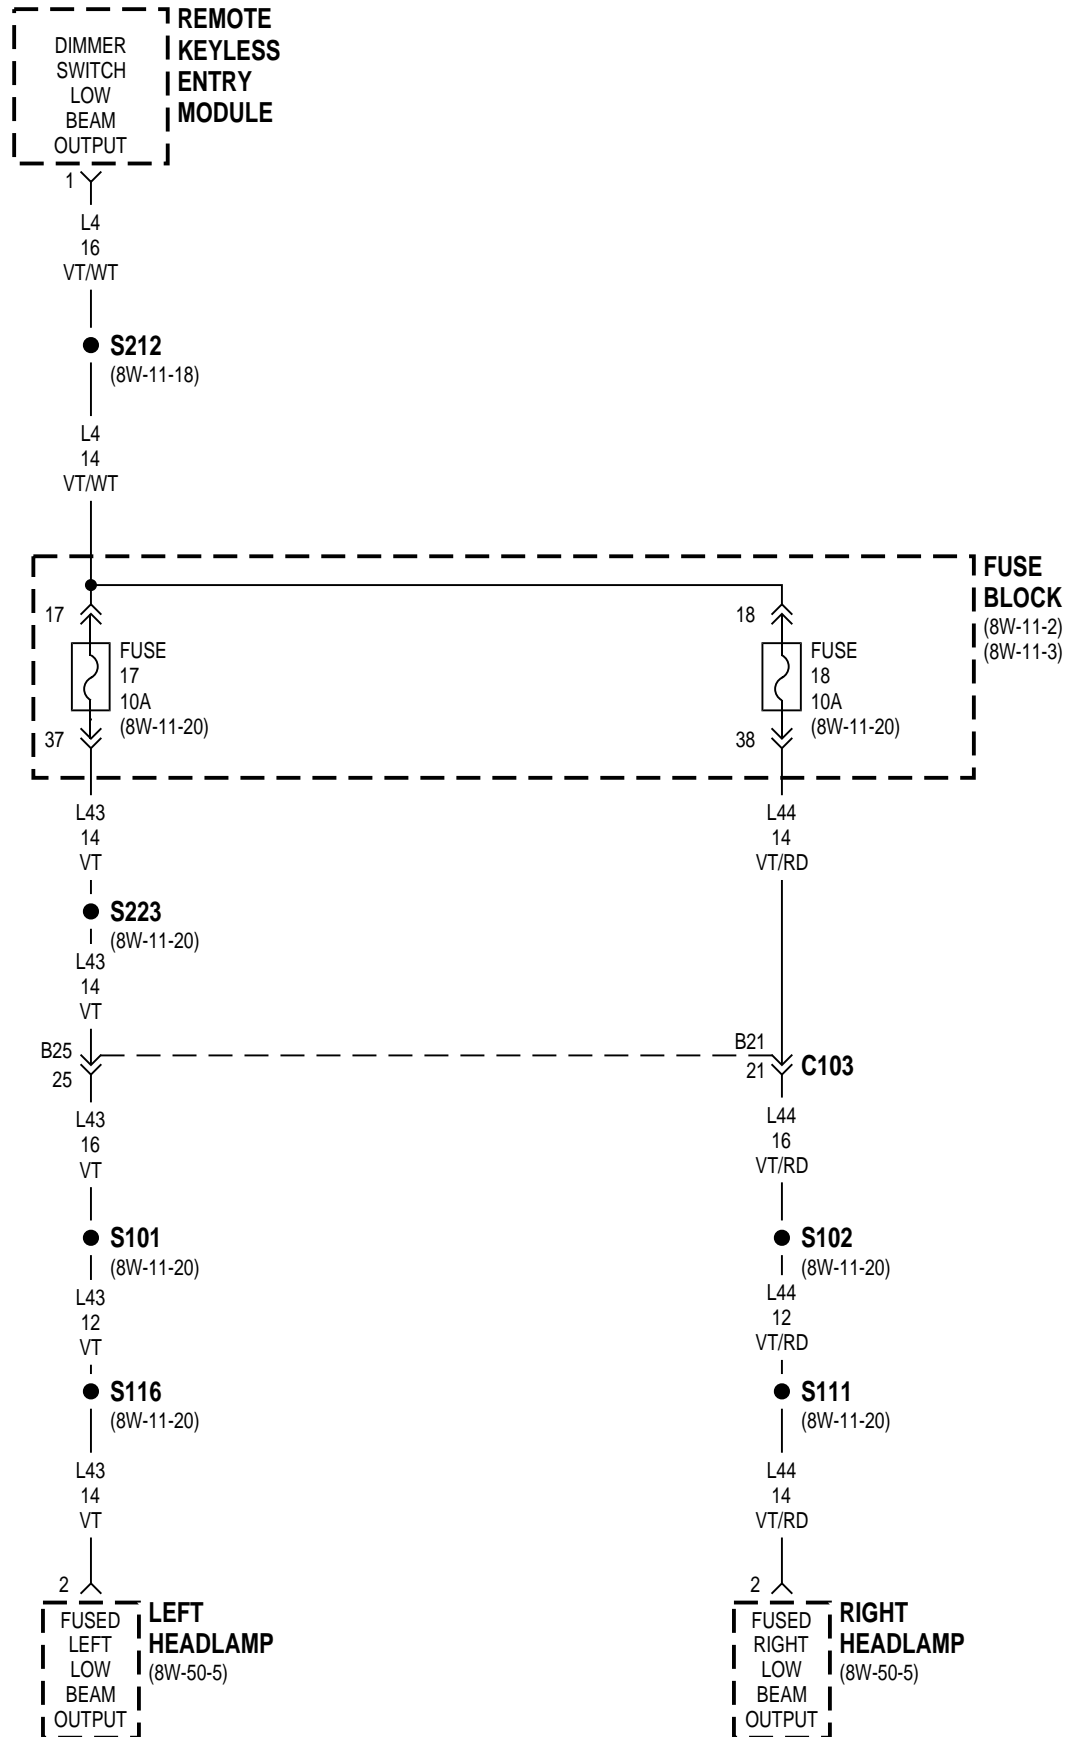 REMOTE
KEYLESS
ENTRY
MODULE
DIMMER
SWITCH
LOW
BEAM
OUTPUT
1
L4
16
VT/WT
S212
(8W-11-18)
L4
14
VT/WT
FUSE
BLOCK
(8W-11-2)
(8W-11-3)
17
FUSE
17
10A
(8W-11-20)
37
18
FUSE
18
10A
(8W-11-20)
38
L43
14
VT
S223
(8W-11-20)
L43
14
VT
L44
14
VT/RD
B25
25
B21
21
C103
L43
16
VT
S101
(8W-11-20)
L43
12
VT
S116
(8W-11-20)
L43
14
VT
2
FUSED
LEFT
LOW
BEAM
OUTPUT
LEFT
HEADLAMP
(8W-50-5)
L44
16
VT/RD
S102
(8W-11-20)
L44
12
VT/RD
S111
(8W-11-20)
L44
14
VT/RD
2
FUSED
RIGHT
LOW
BEAM
OUTPUT
RIGHT
HEADLAMP
(8W-50-5)